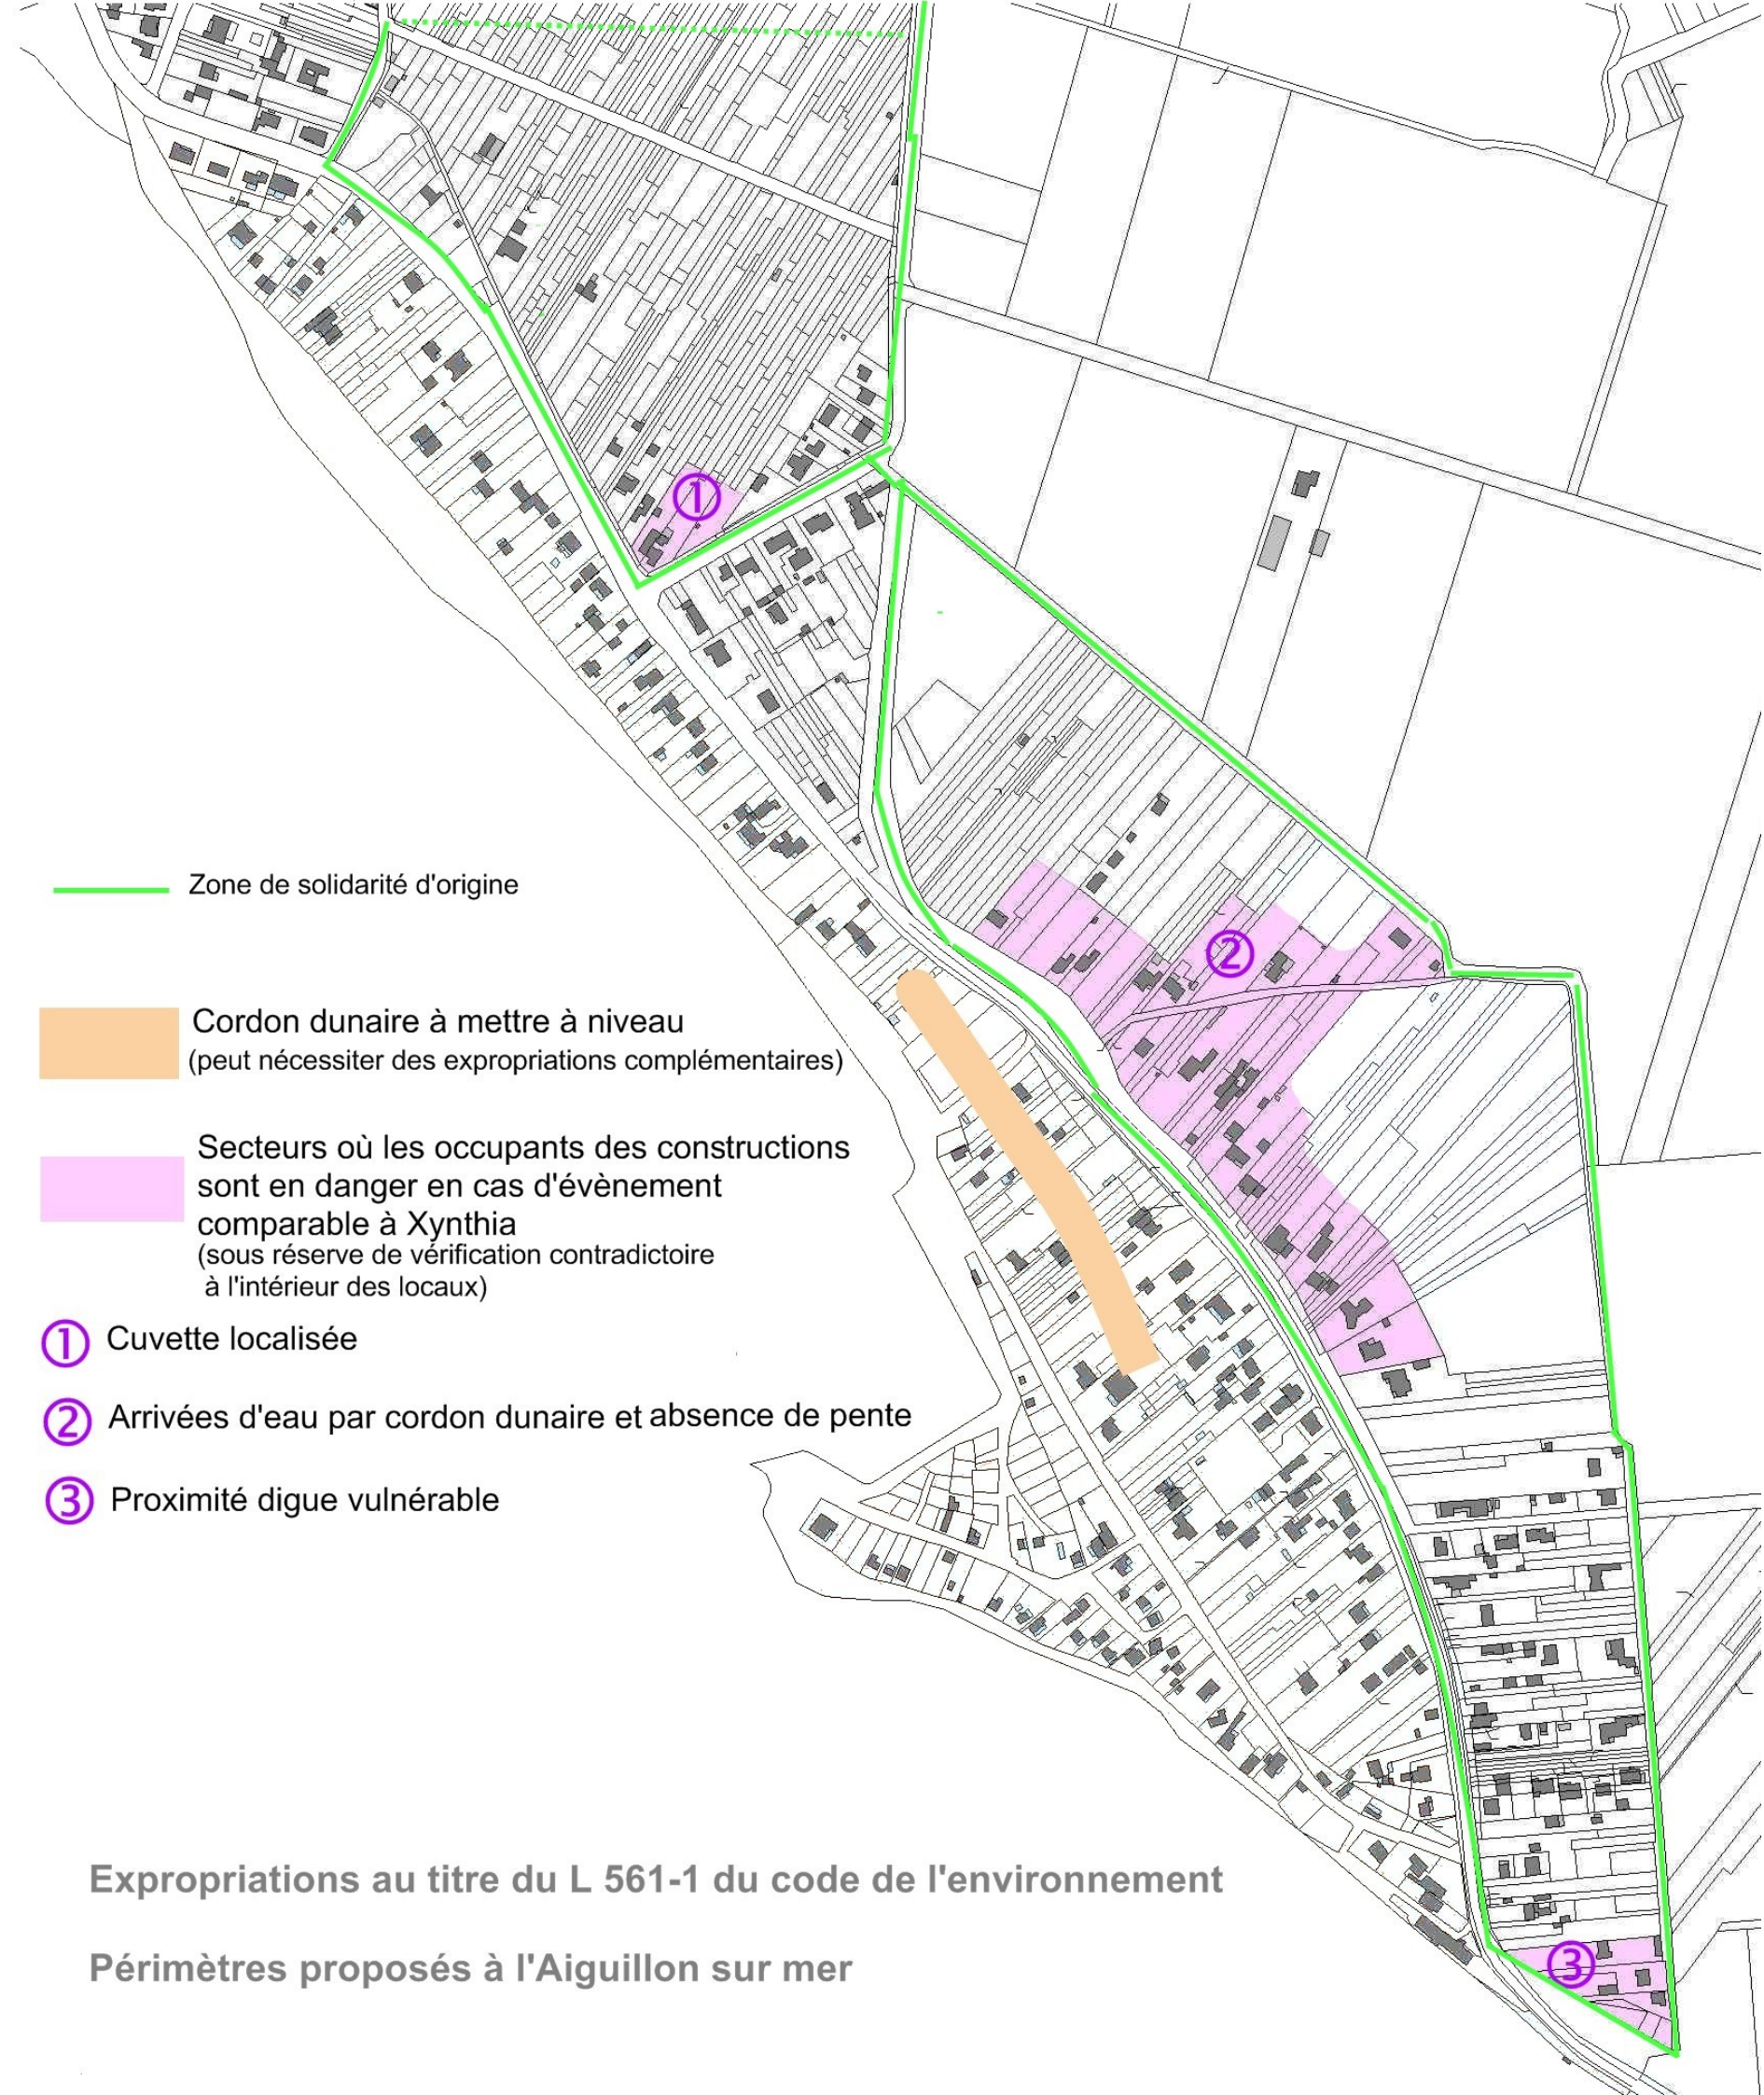 ①
②
Zone de solidarité d'origine
Cordon dunaire à mettre à niveau
(peut nécessiter des expropriations complémentaires)
Secteurs où les occupants des constructions
sont en danger en cas d'évènement
comparable à Xynthia
(sous réserve de vérification contradictoire
à l'intérieur des locaux)
① Cuvette localisée
② Arrivées d'eau par cordon dunaire et absence de pente
③ Proximité digue vulnérable
Expropriations au titre du L 561-1 du code de l'environnement
Périmètres proposés à l'Aiguillon sur mer
③